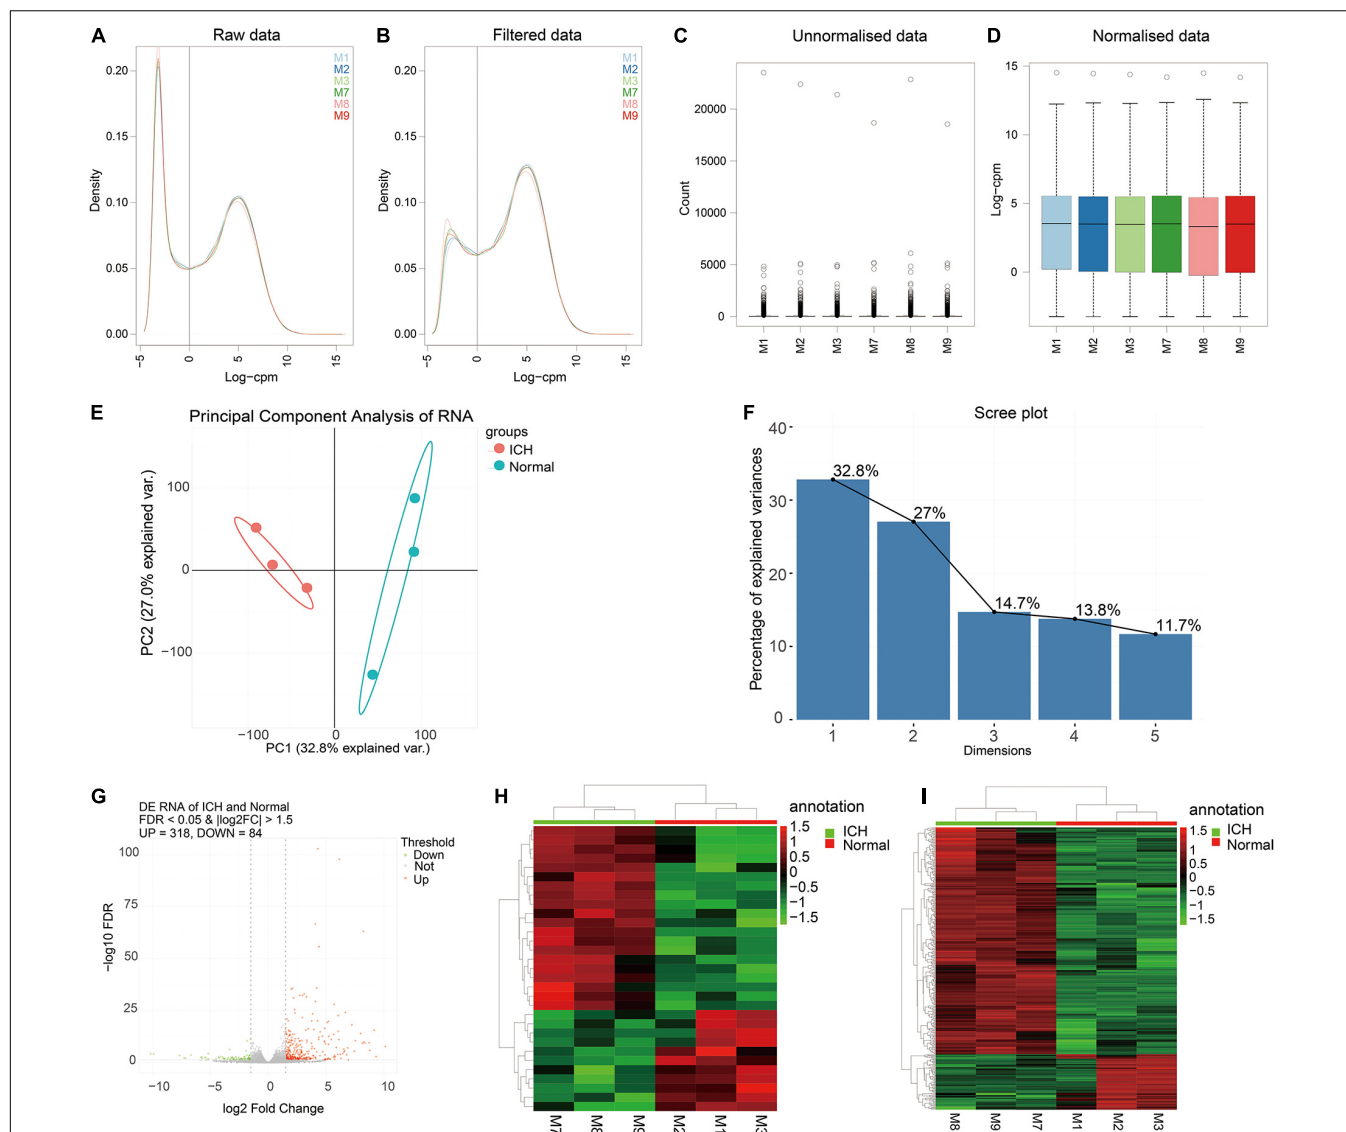 A
Raw data
M1
M2
M3
M7
M8
M9
0.20
0.15
0.10
0.05
0.00
Density
-5
0
5
10
15
Log-cpm
B
Filtered data
M1
M2
M3
M7
M8
M9
0.20
0.15
0.10
0.05
0.00
Density
-5
0
5
10
15
Log-cpm
C
Unnormalised data
20000
15000
10000
5000
0
Count
M1
M2
M3
M7
M8
M9
D
Normalised data
15
10
5
0
Log-cpm
M1
M2
M3
M7
M8
M9
E
Principal Component Analysis of RNA
groups
ICH
Normal
100
0
-100
PC2 (27.0% explained var.)
-100
0
100
PC1 (32.8% explained var.)
F
Scree plot
40
30
20
10
0
Percentage of explained variances
32.8%
27%
14.7%
13.8%
11.7%
1
2
3
4
5
Dimensions
G
DE RNA of ICH and Normal
FDR < 0.05 & |log2FC| > 1.5
UP = 318, DOWN = 84
Threshold
Down
Not
Up
100
75
50
25
0
-log10 FDR
-10
-5
0
5
10
log2 Fold Change
H
annotation
ICH
Normal
1.5
1
0.5
0
-0.5
-1
-1.5
M7
M8
M9
M2
M1
M3
I
annotation
ICH
Normal
1.5
1
0.5
0
-0.5
-1
-1.5
M8
M9
M7
M1
M2
M3